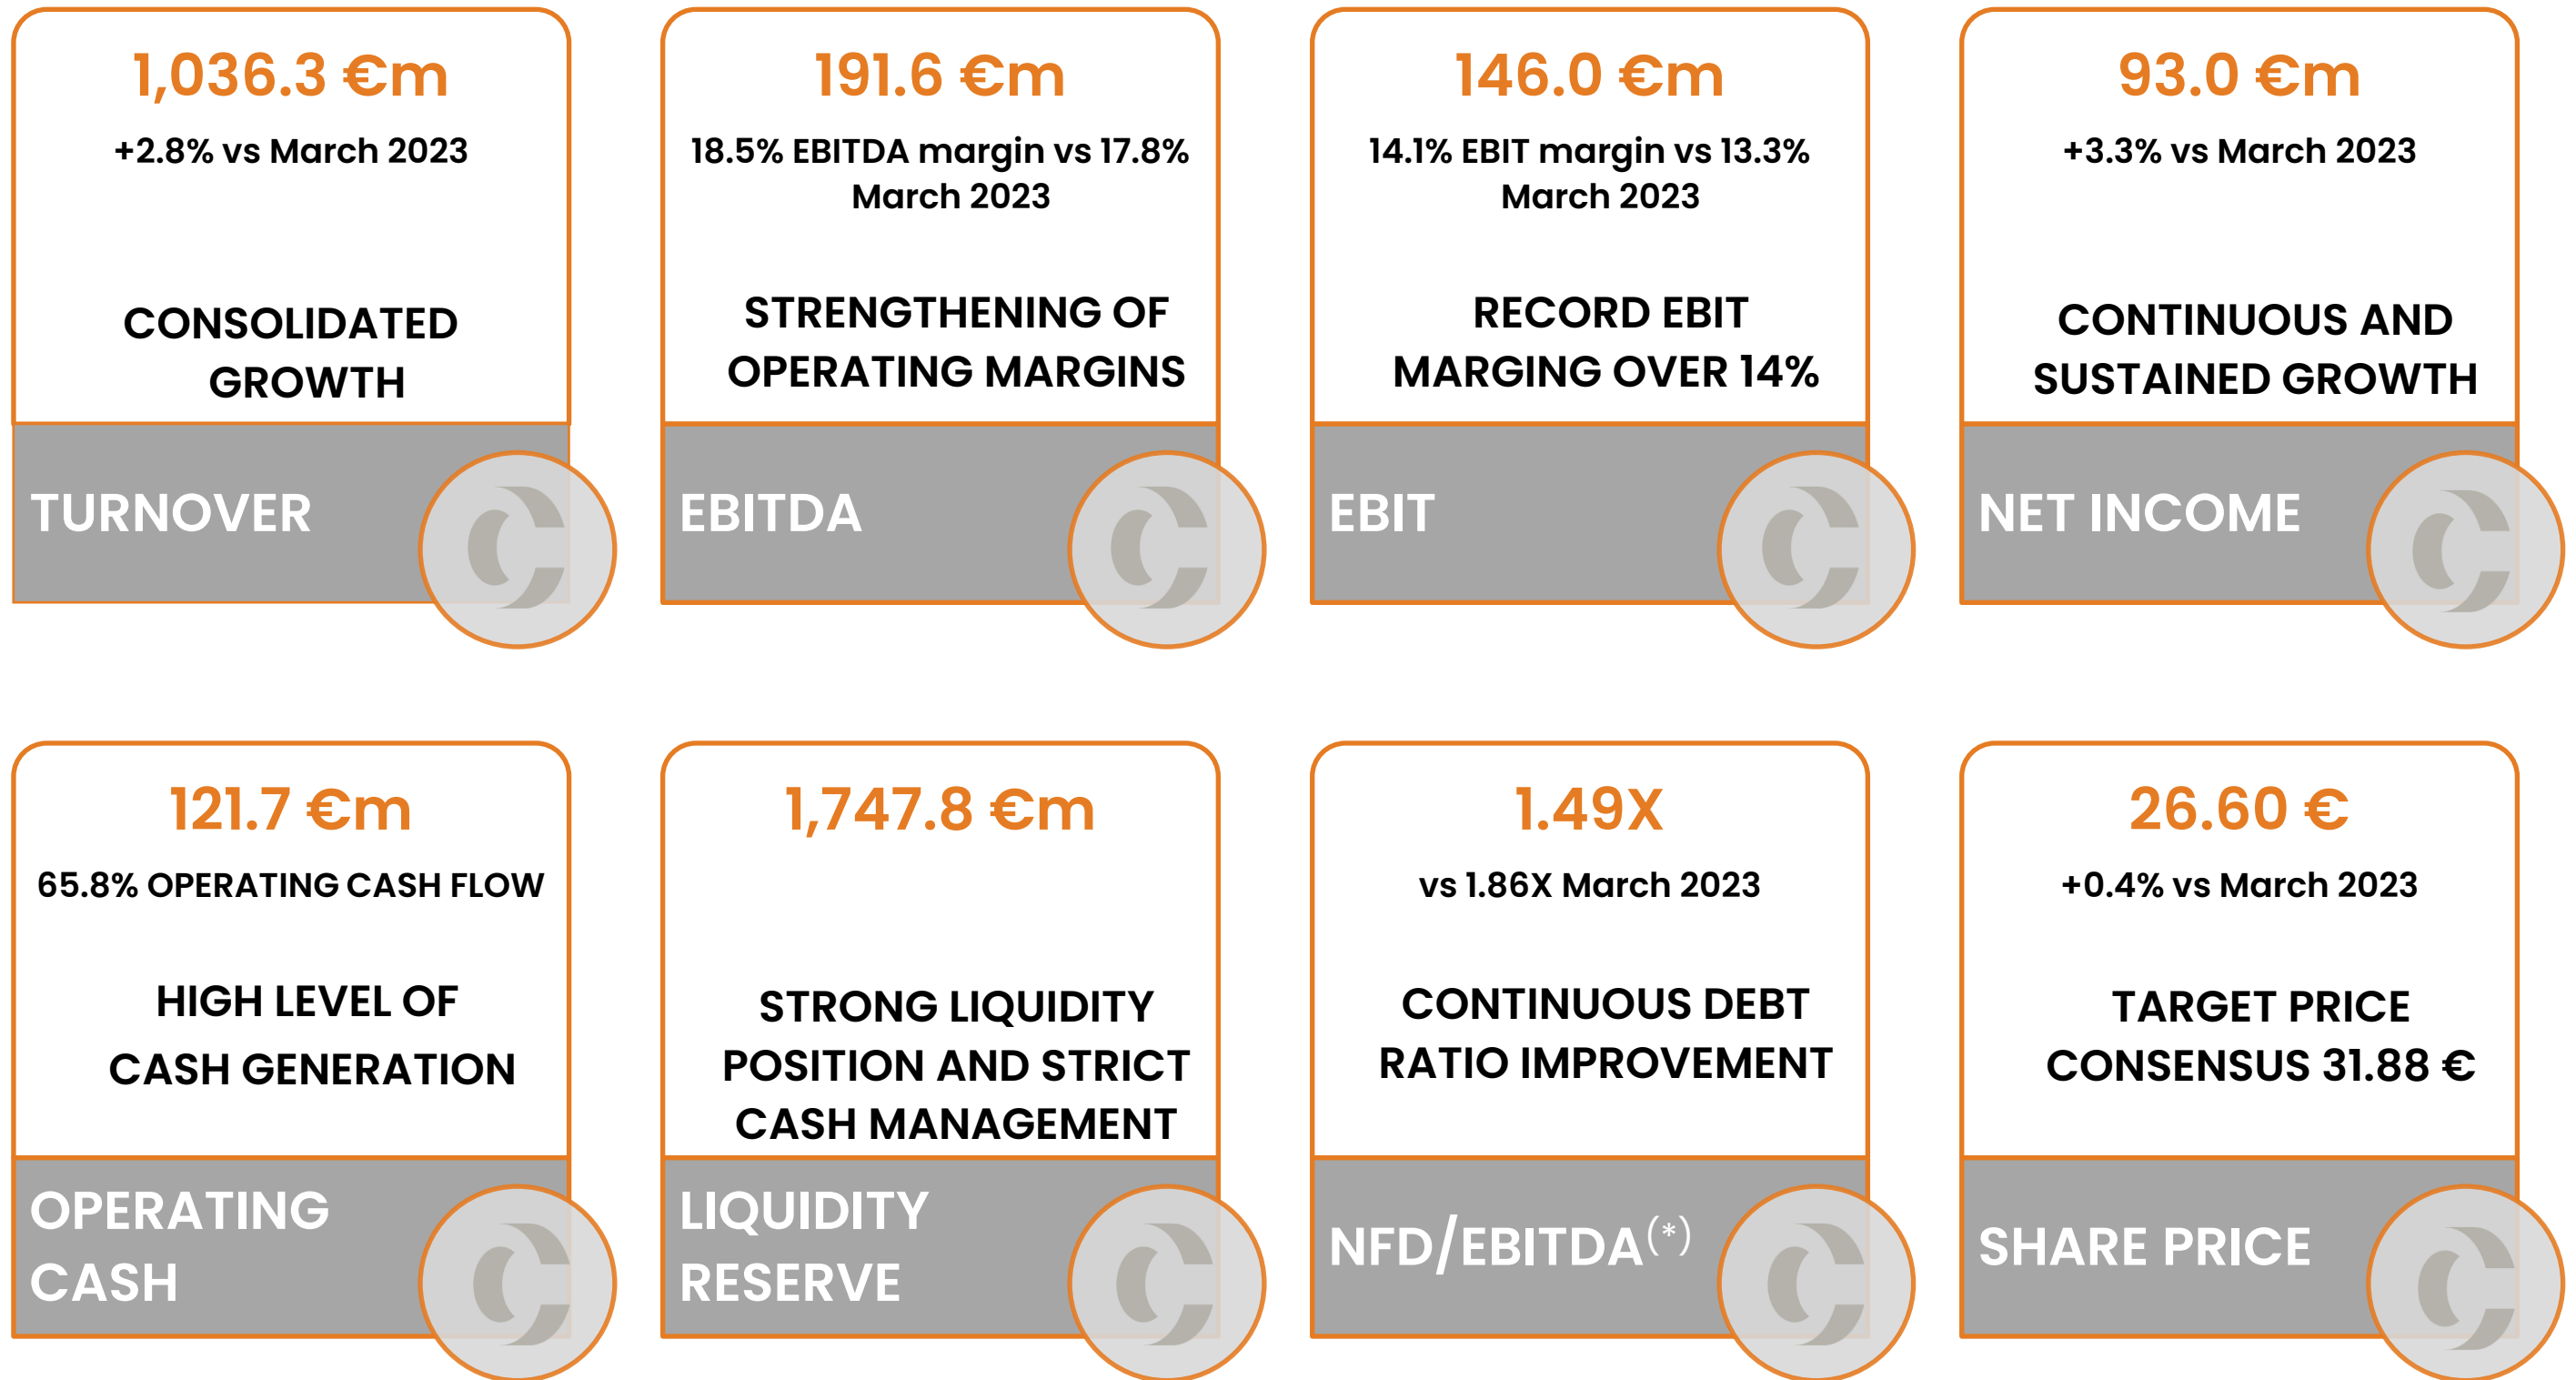 1,036.3 €m
+2.8% vs March 2023
CONSOLIDATED
GROWTH
TURNOVER
191.6 €m
18.5% EBITDA margin vs 17.8%
March 2023
STRENGTHENING OF
OPERATING MARGINS
EBITDA
146.0 €m
14.1% EBIT margin vs 13.3%
March 2023
RECORD EBIT
MARGING OVER 14%
EBIT
93.0 €m
+3.3% vs March 2023
CONTINUOUS AND
SUSTAINED GROWTH
NET INCOME
121.7 €m
65.8% OPERATING CASH FLOW
HIGH LEVEL OF
CASH GENERATION
OPERATING
CASH
1,747.8 €m
STRONG LIQUIDITY
POSITION AND STRICT
CASH MANAGEMENT
LIQUIDITY
RESERVE
1.49X
vs 1.86X March 2023
CONTINUOUS DEBT
RATIO IMPROVEMENT
NFD/EBITDA(*)
26.60 €
+0.4% vs March 2023
TARGET PRICE
CONSENSUS 31.88 €
SHARE PRICE